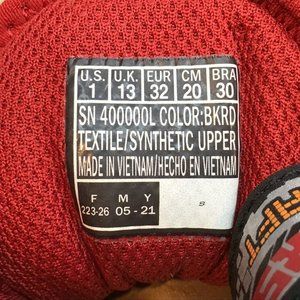 U.S. U.K. EUR CM BRA
1 13 32 20 30
SN 400000L COLOR:BKRD
TEXTILE/SYNTHETIC UPPER
MADE IN VIETNAM/HECHO EN VIETNAM
F M Y
223-26 05 - 21